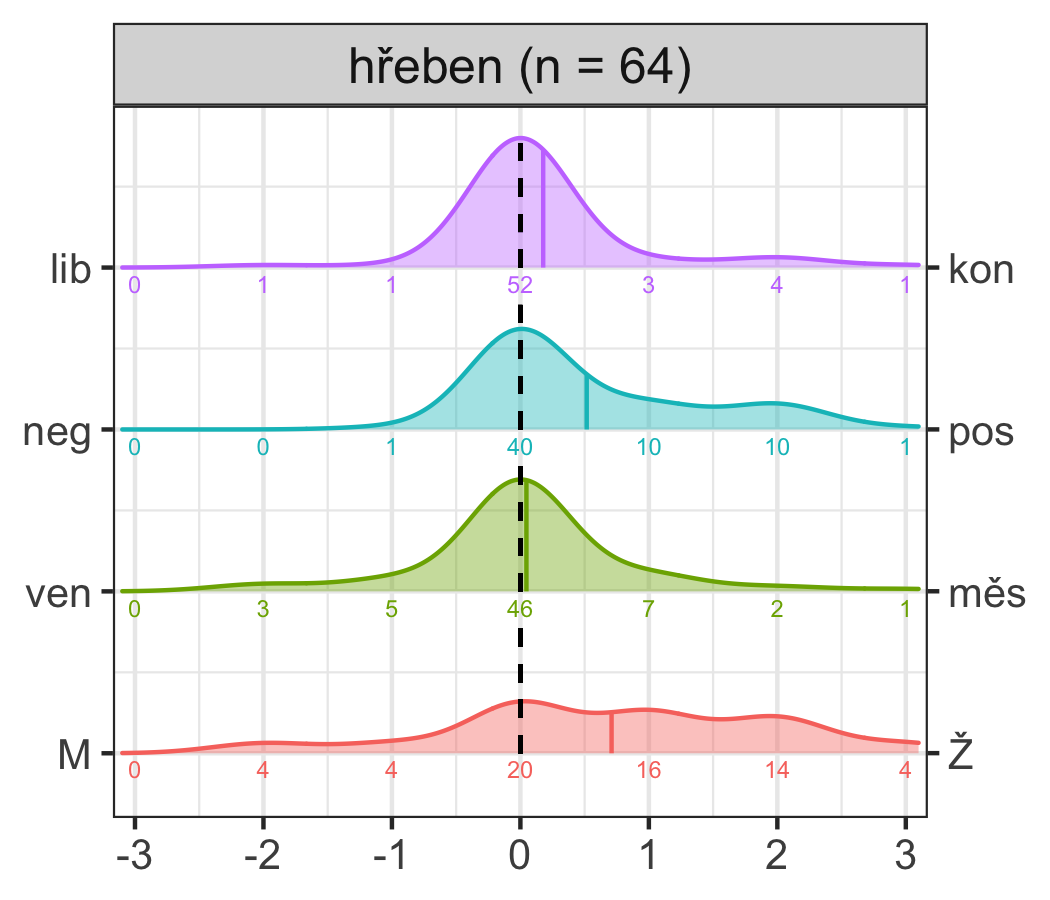 hřeben (n = 64)
lib kon
0 1 1 52 3 4 1
neg pos
0 0 1 40 10 10 1
ven měs
0 3 5 46 7 2 1
M Ž
0 4 4 20 16 14 4
-3 -2 -1 0 1 2 3